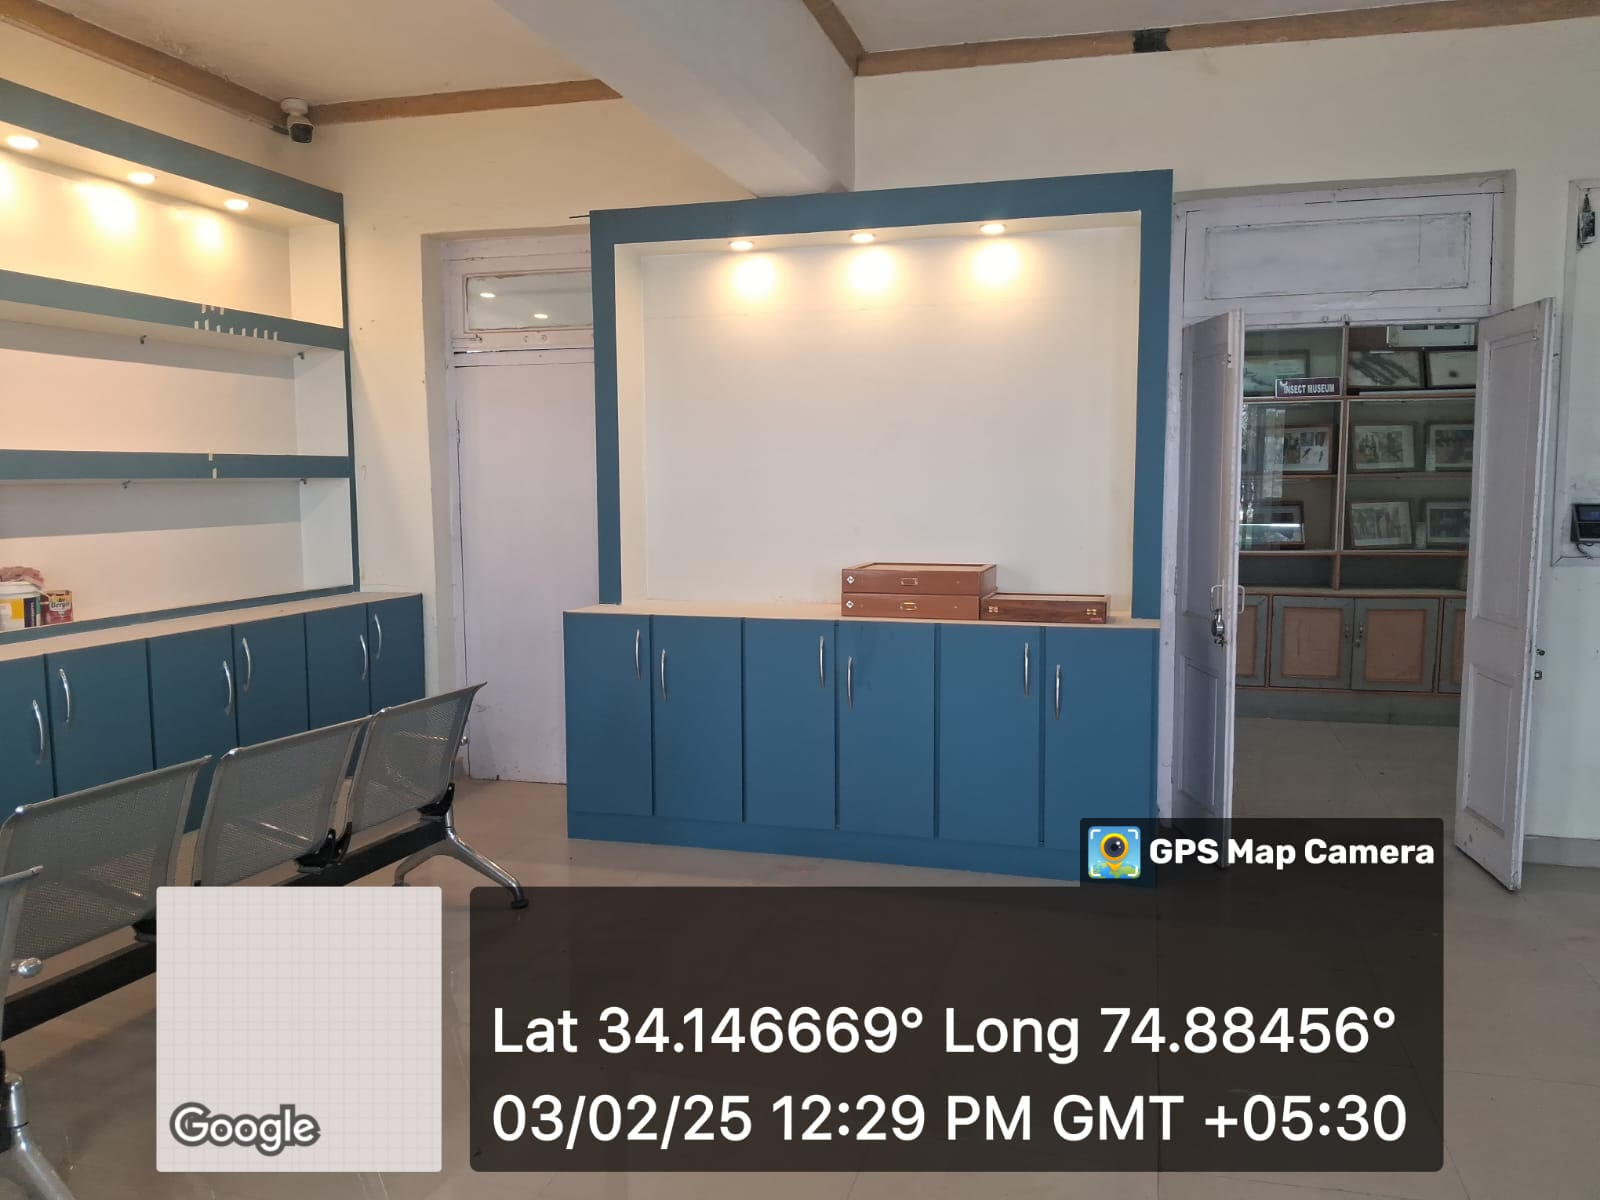 INSECT MUSEUM
Berger
GPS Map Camera
Google
Lat 34.146669° Long 74.88456°
03/02/25 12:29 PM GMT +05:30